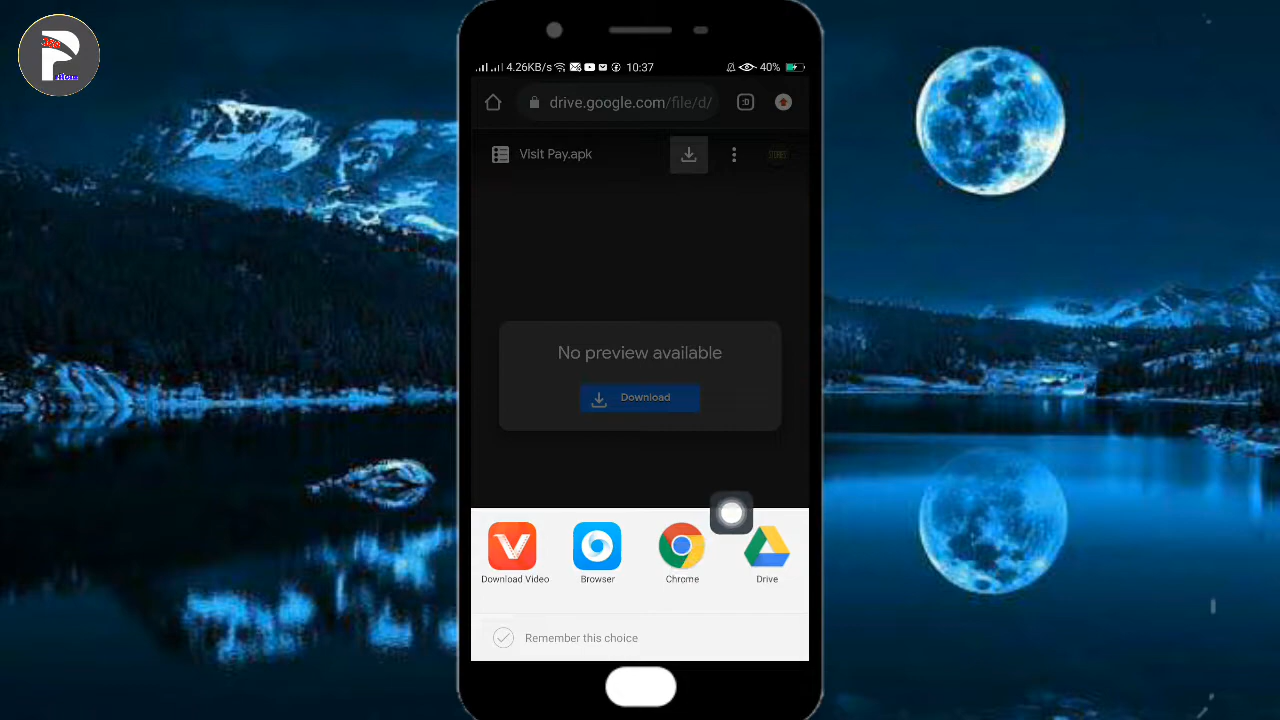 4.26KB/s 10:37 40%
drive.google.com/file/d/ :D
Visit Pay.apk
No preview available
Download
Download Video Browser Chrome Drive
Remember this choice